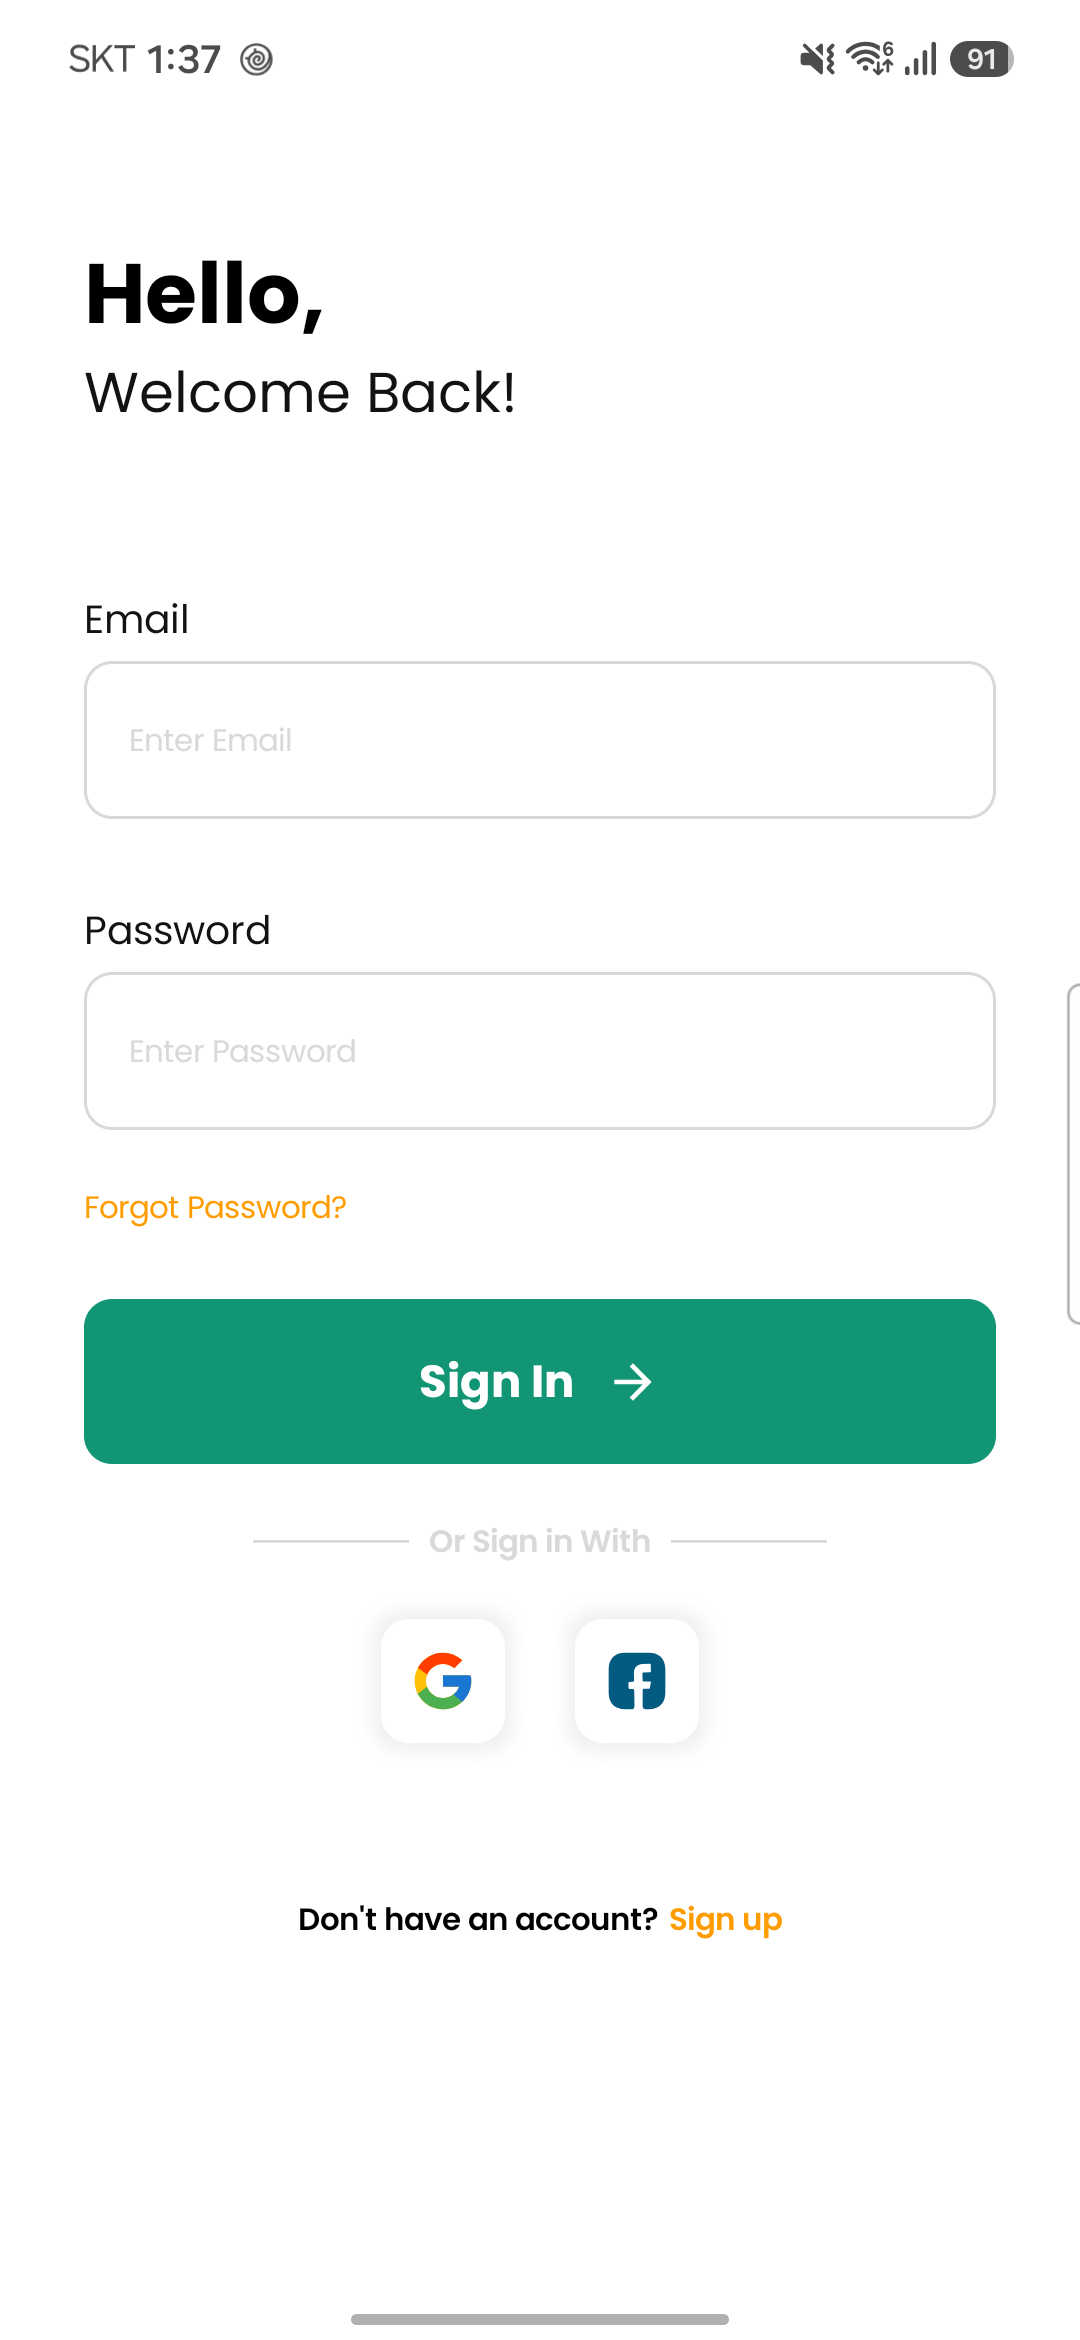 SKT 1:37 6 91
Hello,
Welcome Back!
Email
Enter Email
Password
Enter Password
Forgot Password?
Sign In
Or Sign in With
Don't have an account? Sign up